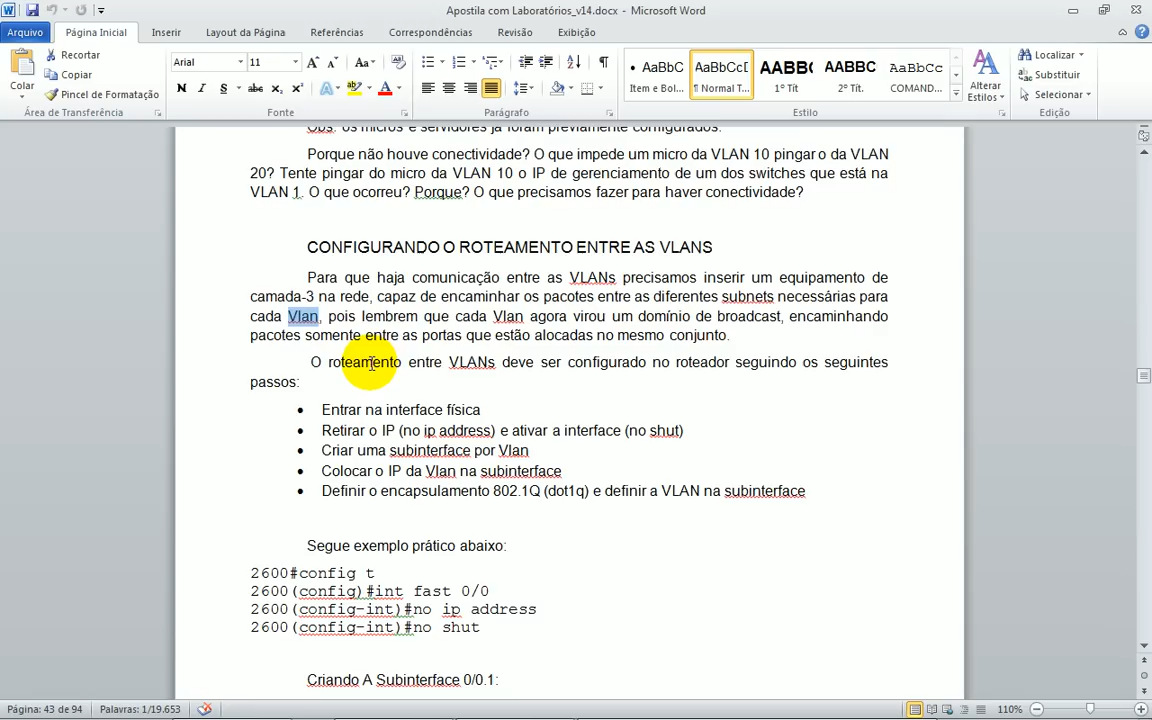 Apostila com Laboratórios_v14.docx - Microsoft Word
Arquivo Página Inicial Inserir Layout da Página Referências Correspondências Revisão Exibição
Colar
Recortar
Copiar
Pincel de Formatação
Área de Transferência
Arial 11
Fonte
Parágrafo
AaBbC AaBbCcD AABBC AABBC AaBbCc
Item e Bol... ¶ Normal T... 1º Tít 2º Tít. COMAND...
Alterar Estilos
Estilo
Localizar
Substituir
Selecionar
Edição
Obs: os micros e servidores já foram previamente configurados.
Porque não houve conectividade? O que impede um micro da VLAN 10 pingar o da VLAN
20? Tente pingar do micro da VLAN 10 o IP de gerenciamento de um dos switches que está na
VLAN 1. O que ocorreu? Porque? O que precisamos fazer para haver conectividade?
CONFIGURANDO O ROTEAMENTO ENTRE AS VLANS
Para que haja comunicação entre as VLANs precisamos inserir um equipamento de
camada-3 na rede, capaz de encaminhar os pacotes entre as diferentes subnets necessárias para
cada Vlan, pois lembrem que cada Vlan agora virou um domínio de broadcast, encaminhando
pacotes somente entre as portas que estão alocadas no mesmo conjunto.
O roteamento entre VLANs deve ser configurado no roteador seguindo os seguintes
passos:
• Entrar na interface física
• Retirar o IP (no ip address) e ativar a interface (no shut)
• Criar uma subinterface por Vlan
• Colocar o IP da Vlan na subinterface
• Definir o encapsulamento 802.1Q (dot1q) e definir a VLAN na subinterface
Segue exemplo prático abaixo:
2600#config t
2600(config)#int fast 0/0
2600(config-int)#no ip address
2600(config-int)#no shut
Criando A Subinterface 0/0.1:
Página: 43 de 94 Palavras: 1/19.653 110%